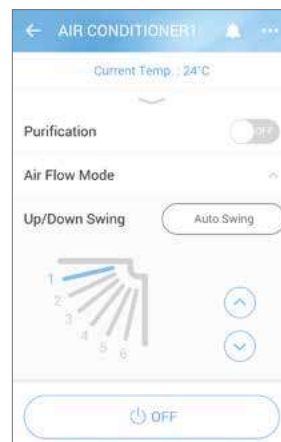 AIR CONDITIONER1
Current Temp. : 24°C
Purification
OFF
Air Flow Mode
Up/Down Swing
Auto Swing
1
2
3
4
5
6
OFF